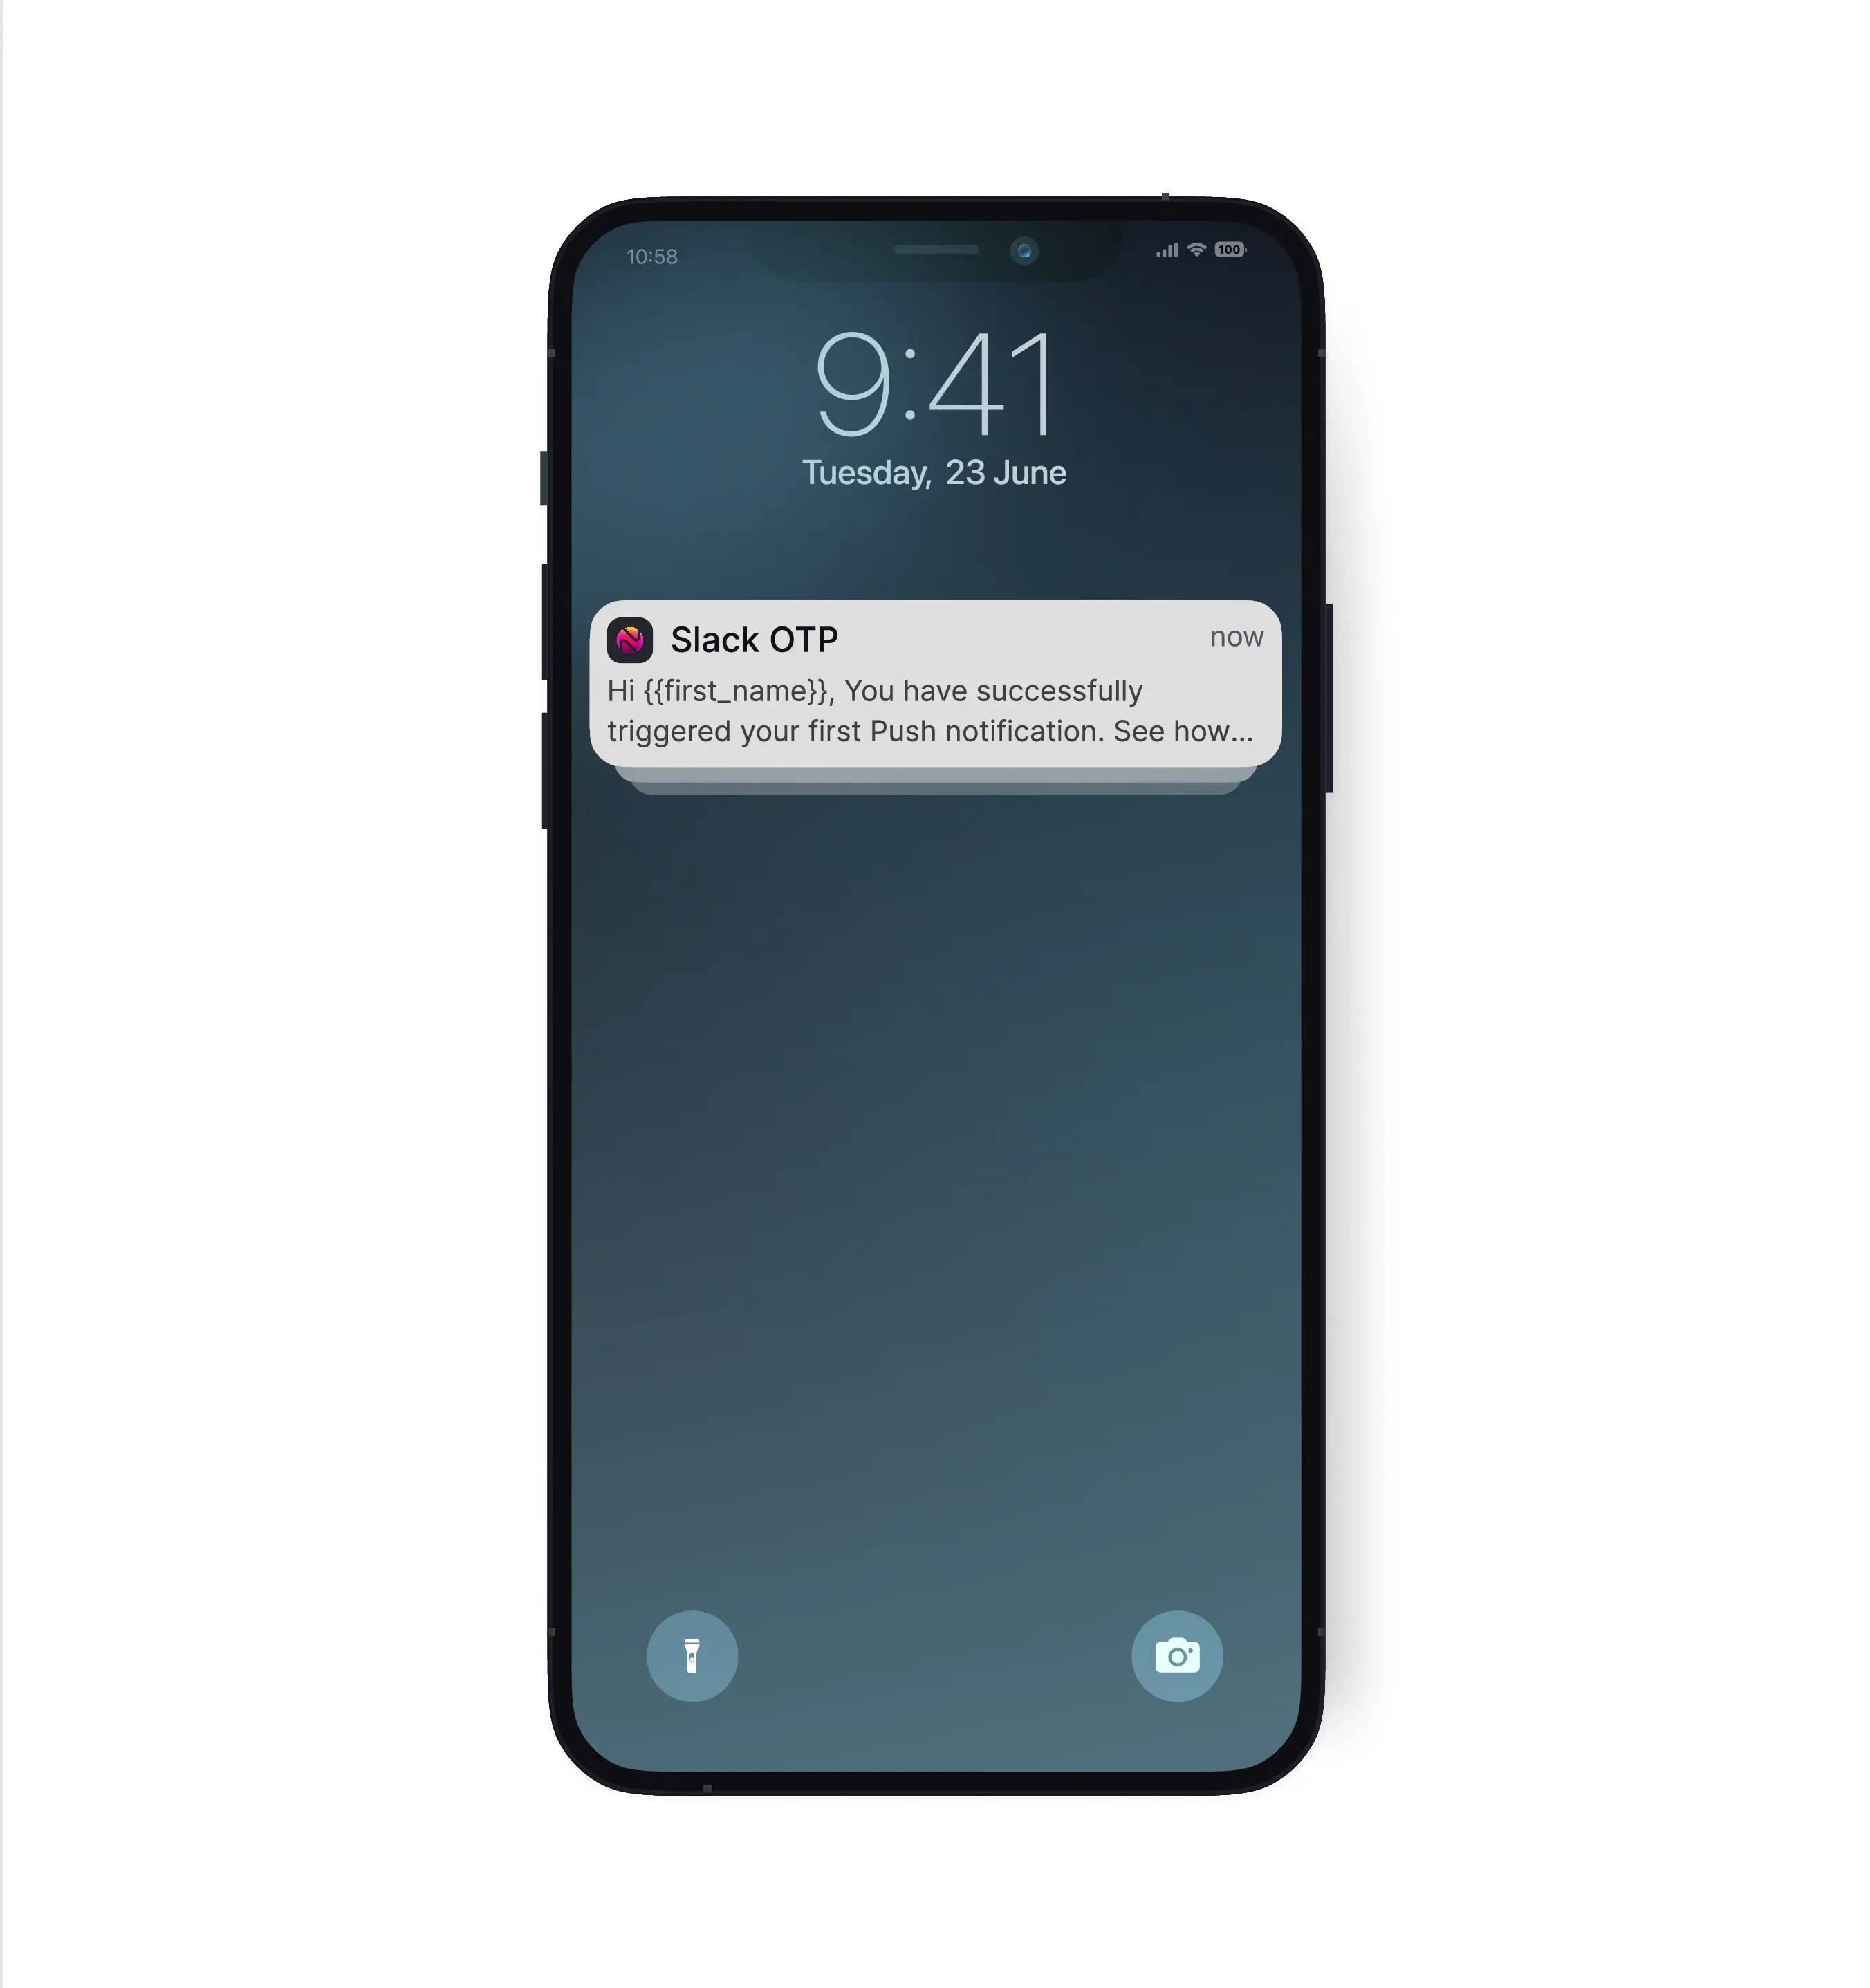 10:58
100
9:41
Tuesday, 23 June
Slack OTP
now
Hi {{first_name}}, You have successfully
triggered your first Push notification. See how...